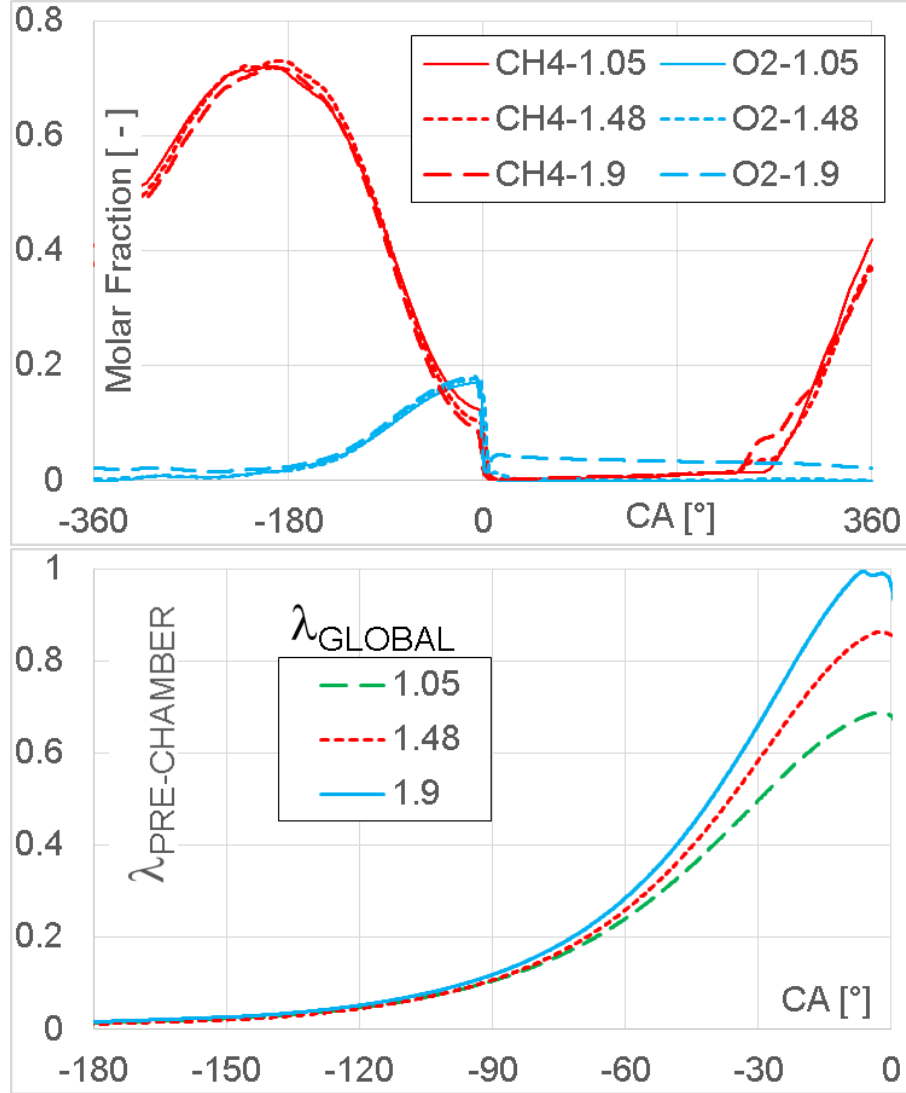 0.8
0.6
0.4
0.2
0
Molar Fraction [ - ]
CH4-1.05 O2-1.05
CH4-1.48 O2-1.48
CH4-1.9 O2-1.9
-360 -180 0 CA [°] 360
1
0.8
0.6
0.4
0.2
0
λPRE-CHAMBER
λGLOBAL
1.05
1.48
1.9
CA [°]
-180 -150 -120 -90 -60 -30 0